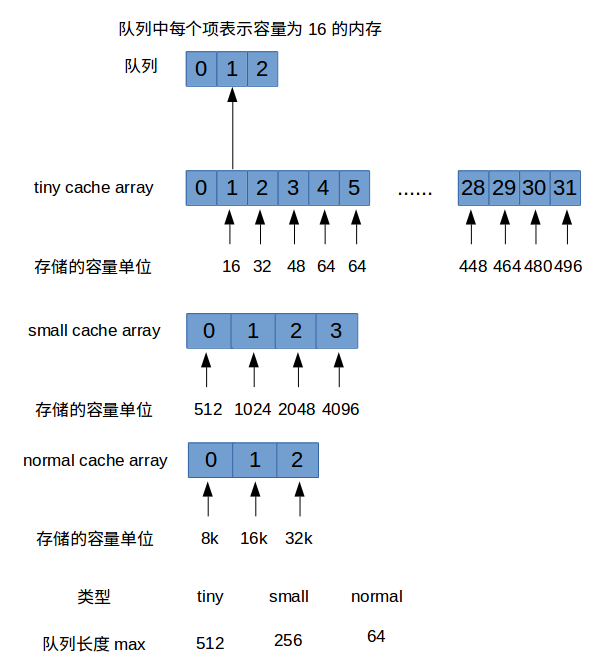 队列中每个项表示容量为 16 的内存
队列 0 1 2
tiny cache array 0 1 2 3 4 5 ...... 28 29 30 31
存储的容量单位 16 32 48 64 64 448 464 480 496
small cache array 0 1 2 3
存储的容量单位 512 1024 2048 4096
normal cache array 0 1 2
存储的容量单位 8k 16k 32k
类型 tiny small normal
队列长度 max 512 256 64